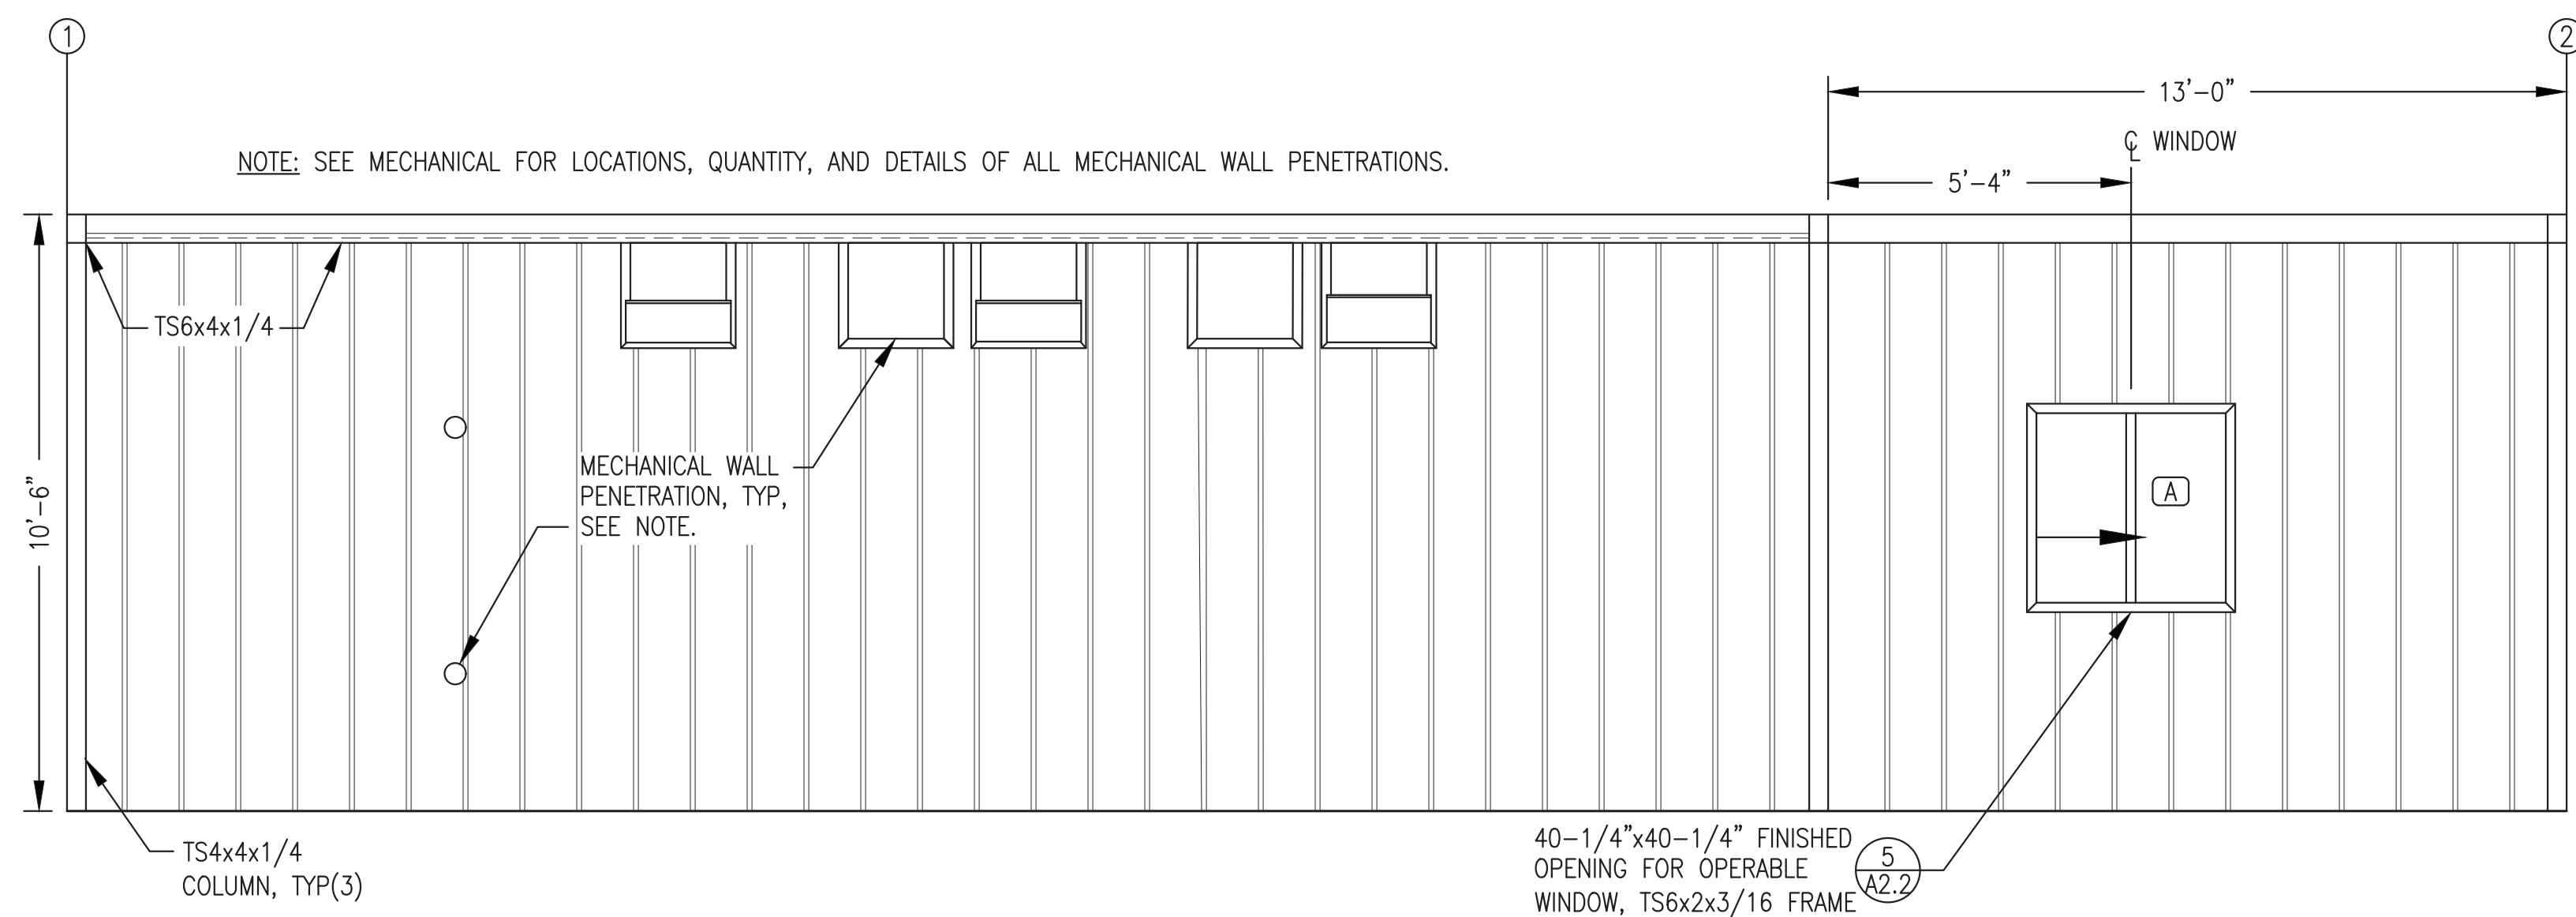 1
2
13'-0"
℄ WINDOW
NOTE: SEE MECHANICAL FOR LOCATIONS, QUANTITY, AND DETAILS OF ALL MECHANICAL WALL PENETRATIONS.
5'-4"
TS6x4x1/4
10'-6"
MECHANICAL WALL
PENETRATION, TYP,
SEE NOTE.
A
TS4x4x1/4
COLUMN, TYP(3)
40-1/4"x40-1/4" FINISHED
OPENING FOR OPERABLE
WINDOW, TS6x2x3/16 FRAME
5
A2.2